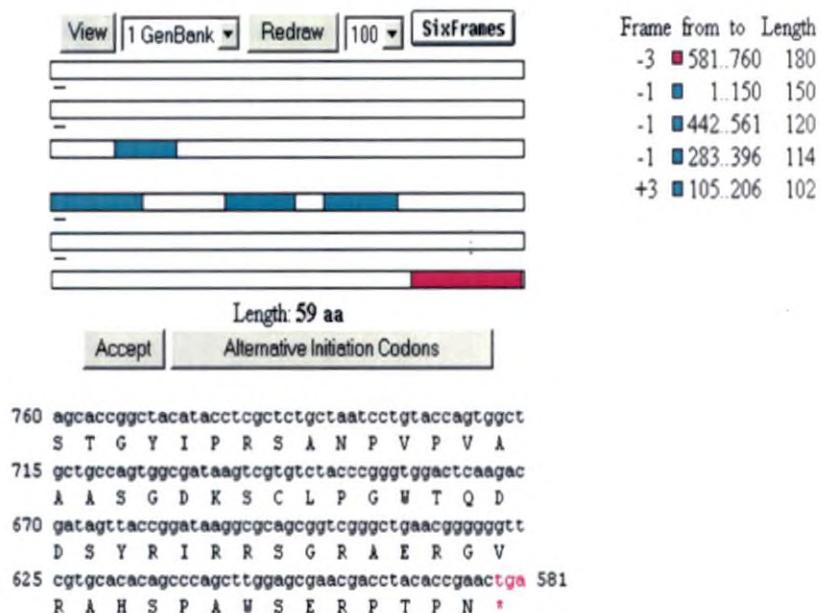 View 1 GenBank Redraw 100 SixFrames
Frame from to Length
-3 581..760 180
-1 1..150 150
-1 442..561 120
-1 283..396 114
+3 105..206 102
Length: 59 aa
Accept Alternative Initiation Codons
760 agcaccggctacatacctcgctctgctaatcctgtaccagtggct
S T G Y I P R S A N P V P V A
715 gctgccagtggcgataagtcgtgtctacccgggtggactcaagac
A A S G D K S C L P G W T Q D
670 gatagttaccggataaggcgcagcggtcgggctgaacggggggtt
D S Y R I R R S G R A E R G V
625 cgtgcacacagcccagcttggagcgaacgacctacaccgaactga 581
R A H S P A W S E R P T P N *